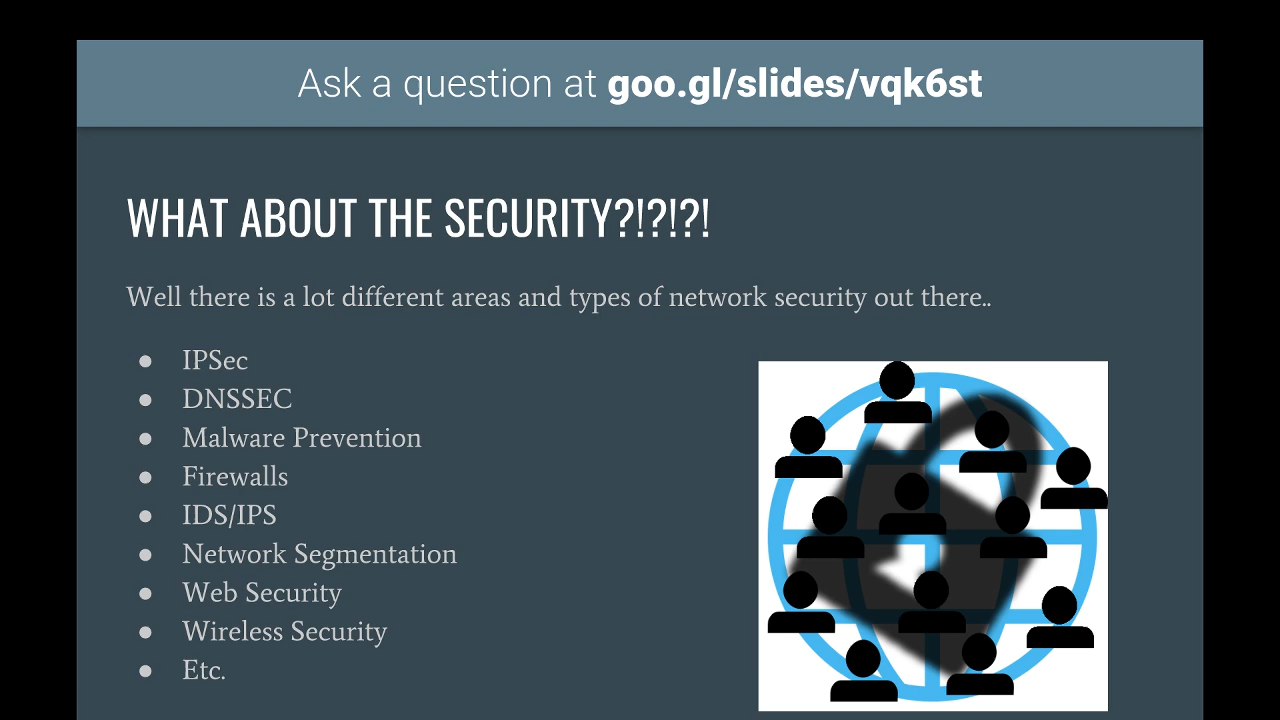 Ask a question at goo.gl/slides/vqk6st
WHAT ABOUT THE SECURITY?!?!?!
Well there is a lot different areas and types of network security out there..
● IPSec
● DNSSEC
● Malware Prevention
● Firewalls
● IDS/IPS
● Network Segmentation
● Web Security
● Wireless Security
● Etc.